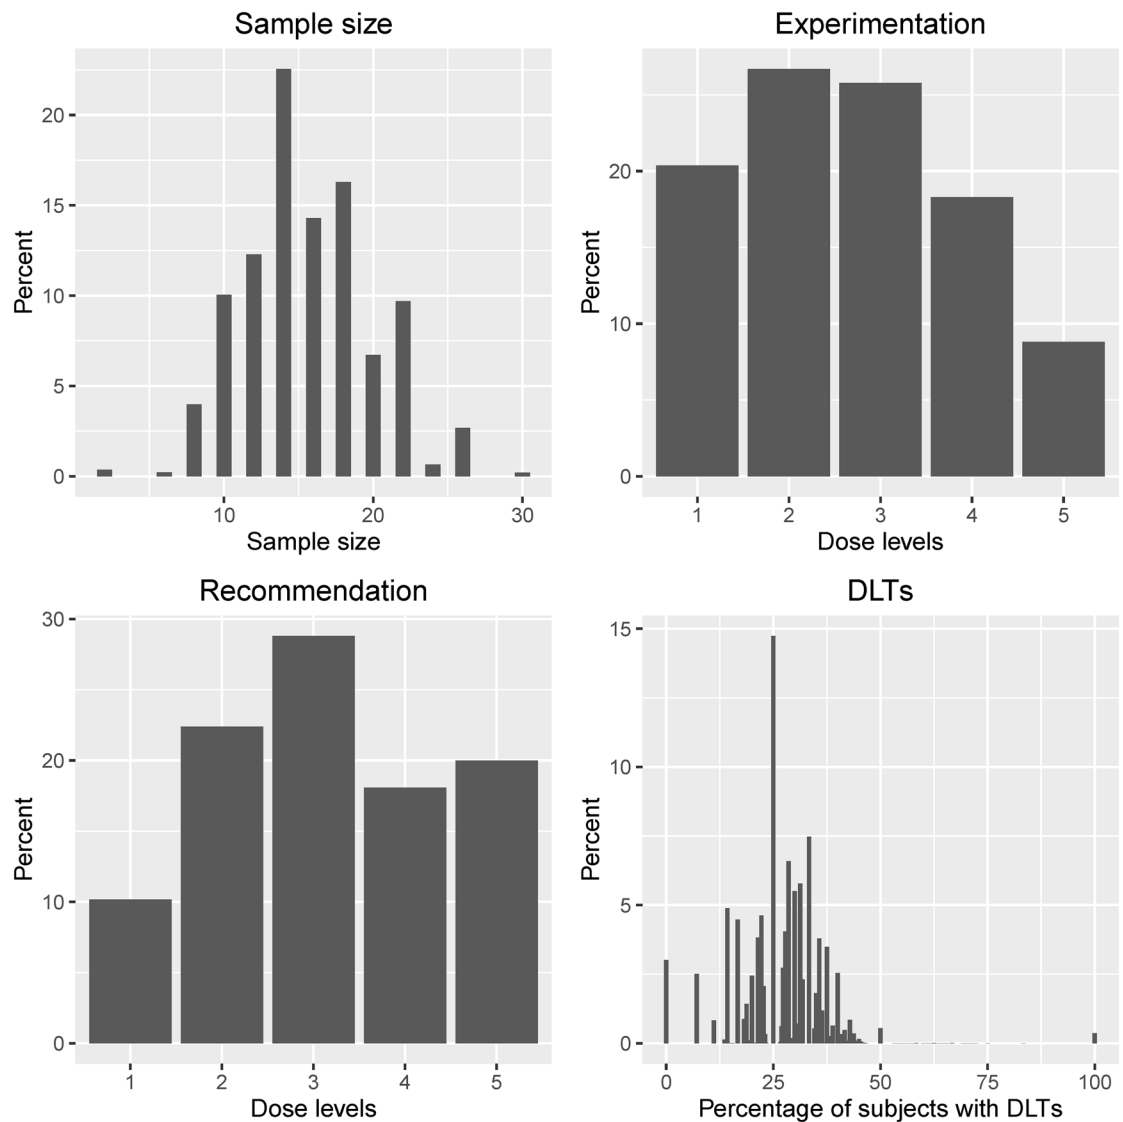 Sample size
Percent
20
15
10
5
0
10 20 30
Sample size
Experimentation
Percent
20
10
0
1 2 3 4 5
Dose levels
Recommendation
Percent
30
20
10
0
1 2 3 4 5
Dose levels
DLTs
Percent
15
10
5
0
0 25 50 75 100
Percentage of subjects with DLTs